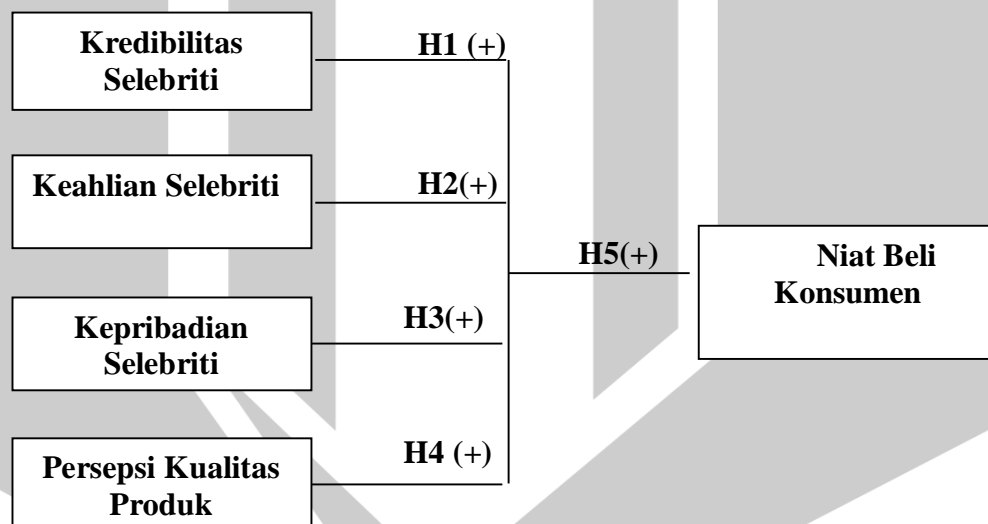 Kredibilitas
Selebriti
H1 (+)
Keahlian Selebriti
H2(+)
H5(+)
Niat Beli
Konsumen
Kepribadian
Selebriti
H3(+)
Persepsi Kualitas
Produk
H4 (+)